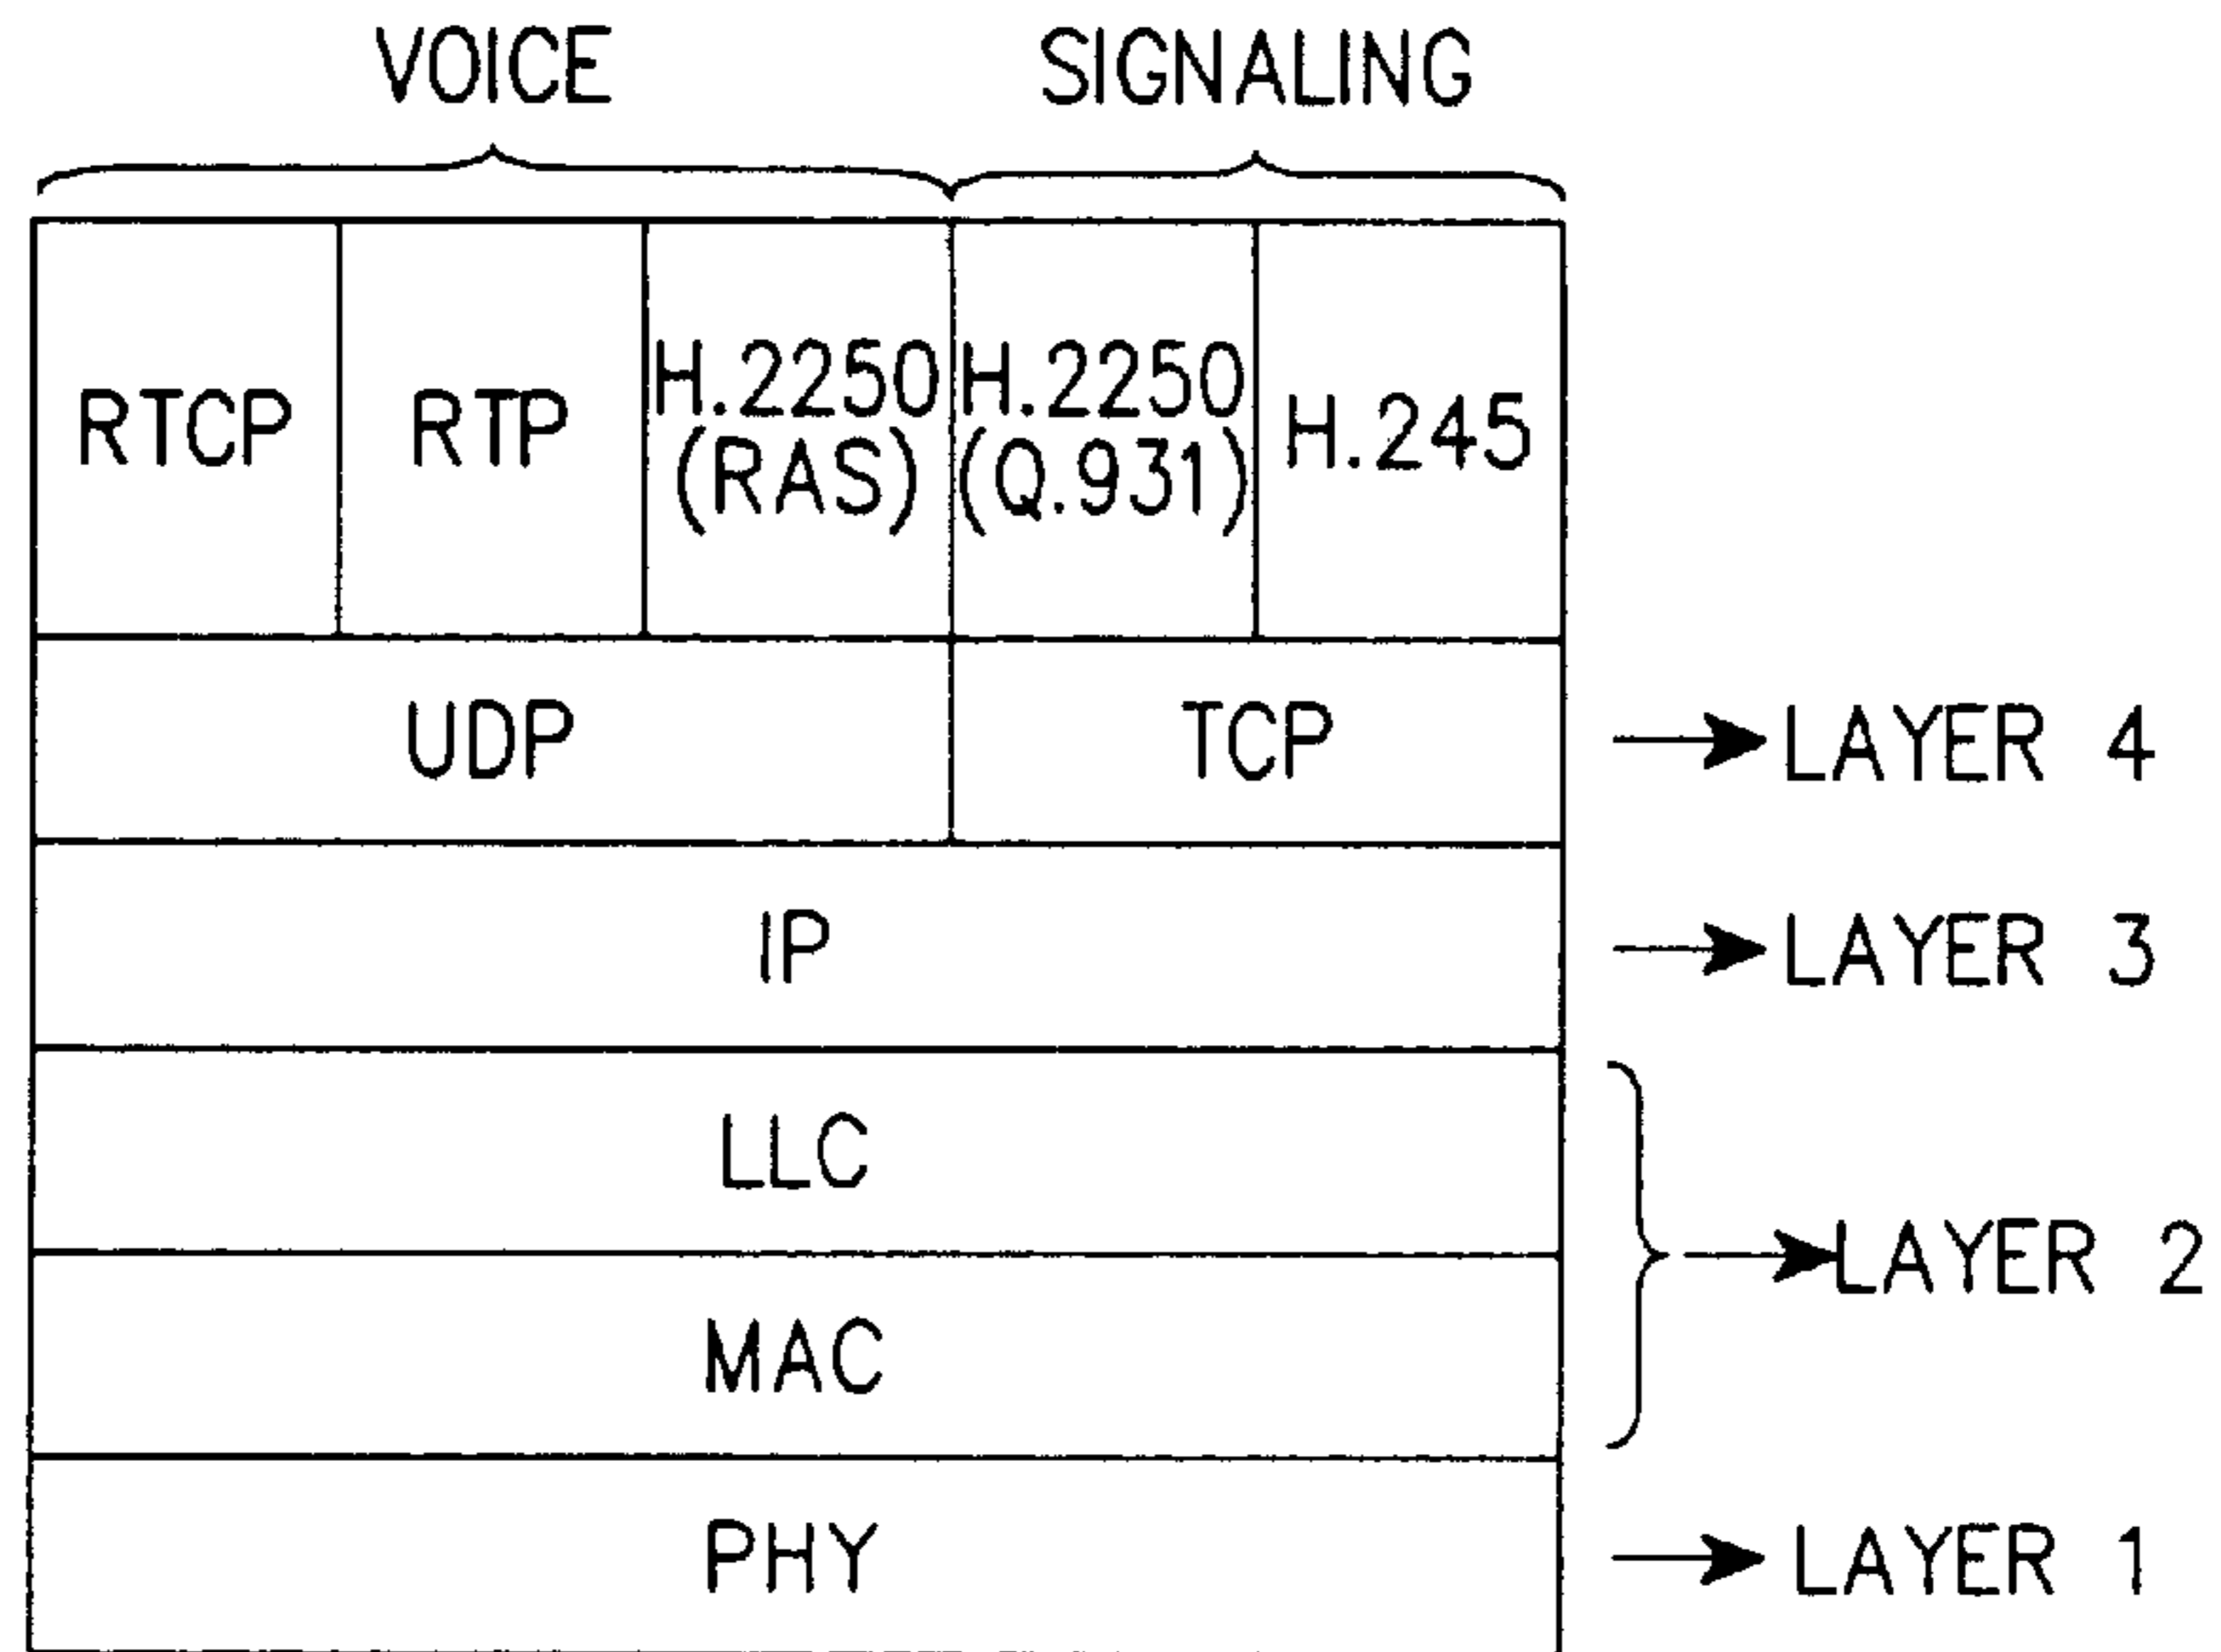 VOICE SIGNALING
RTCP RTP H.2250 (RAS) H.2250 (Q.931) H.245
UDP TCP LAYER 4
IP LAYER 3
LLC
LAYER 2
MAC
PHY LAYER 1